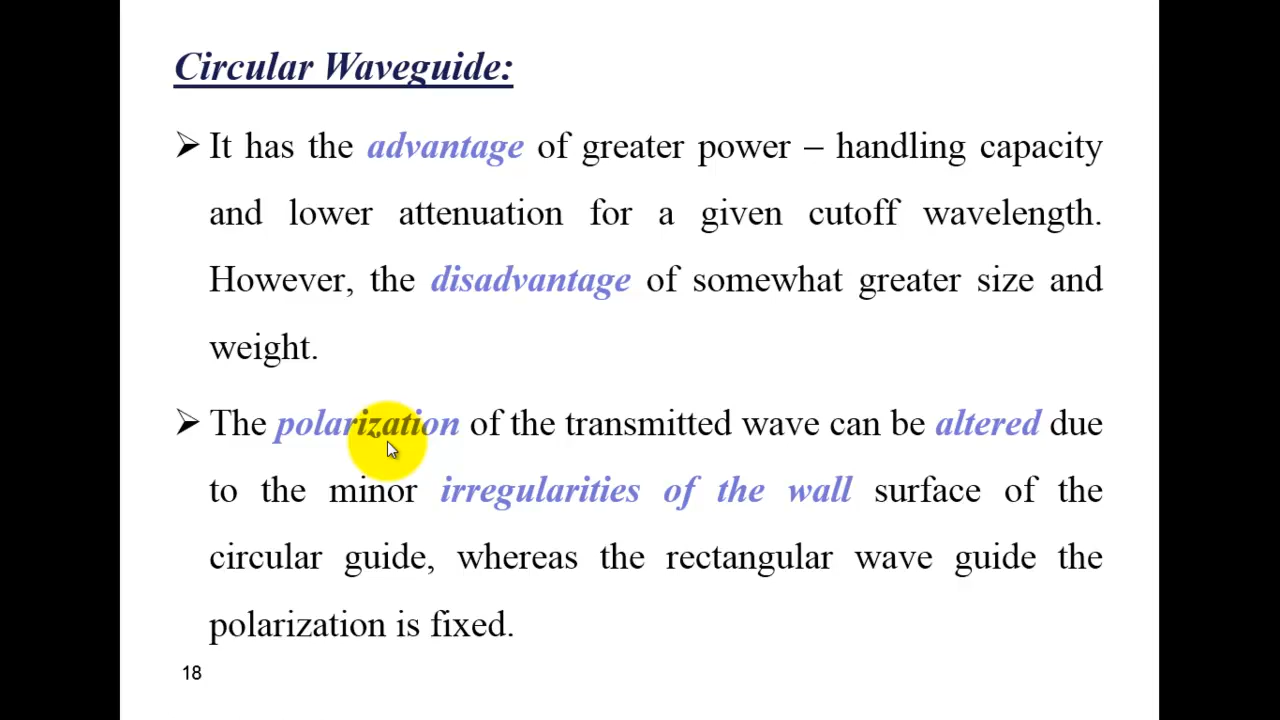 Circular Waveguide:
➢ It has the advantage of greater power – handling capacity
and lower attenuation for a given cutoff wavelength.
However, the disadvantage of somewhat greater size and
weight.
➢ The polarization of the transmitted wave can be altered due
to the minor irregularities of the wall surface of the
circular guide, whereas the rectangular wave guide the
polarization is fixed.
18